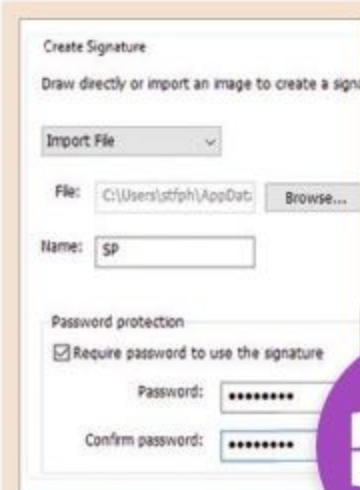 Create Signature
Draw directly or import an image to create a signa
Import File
File: C:\Users\stfph\AppDat: Browse...
Name: SP
Password protection
Require password to use the signature
Password: ••••••••
Confirm password: ••••••••